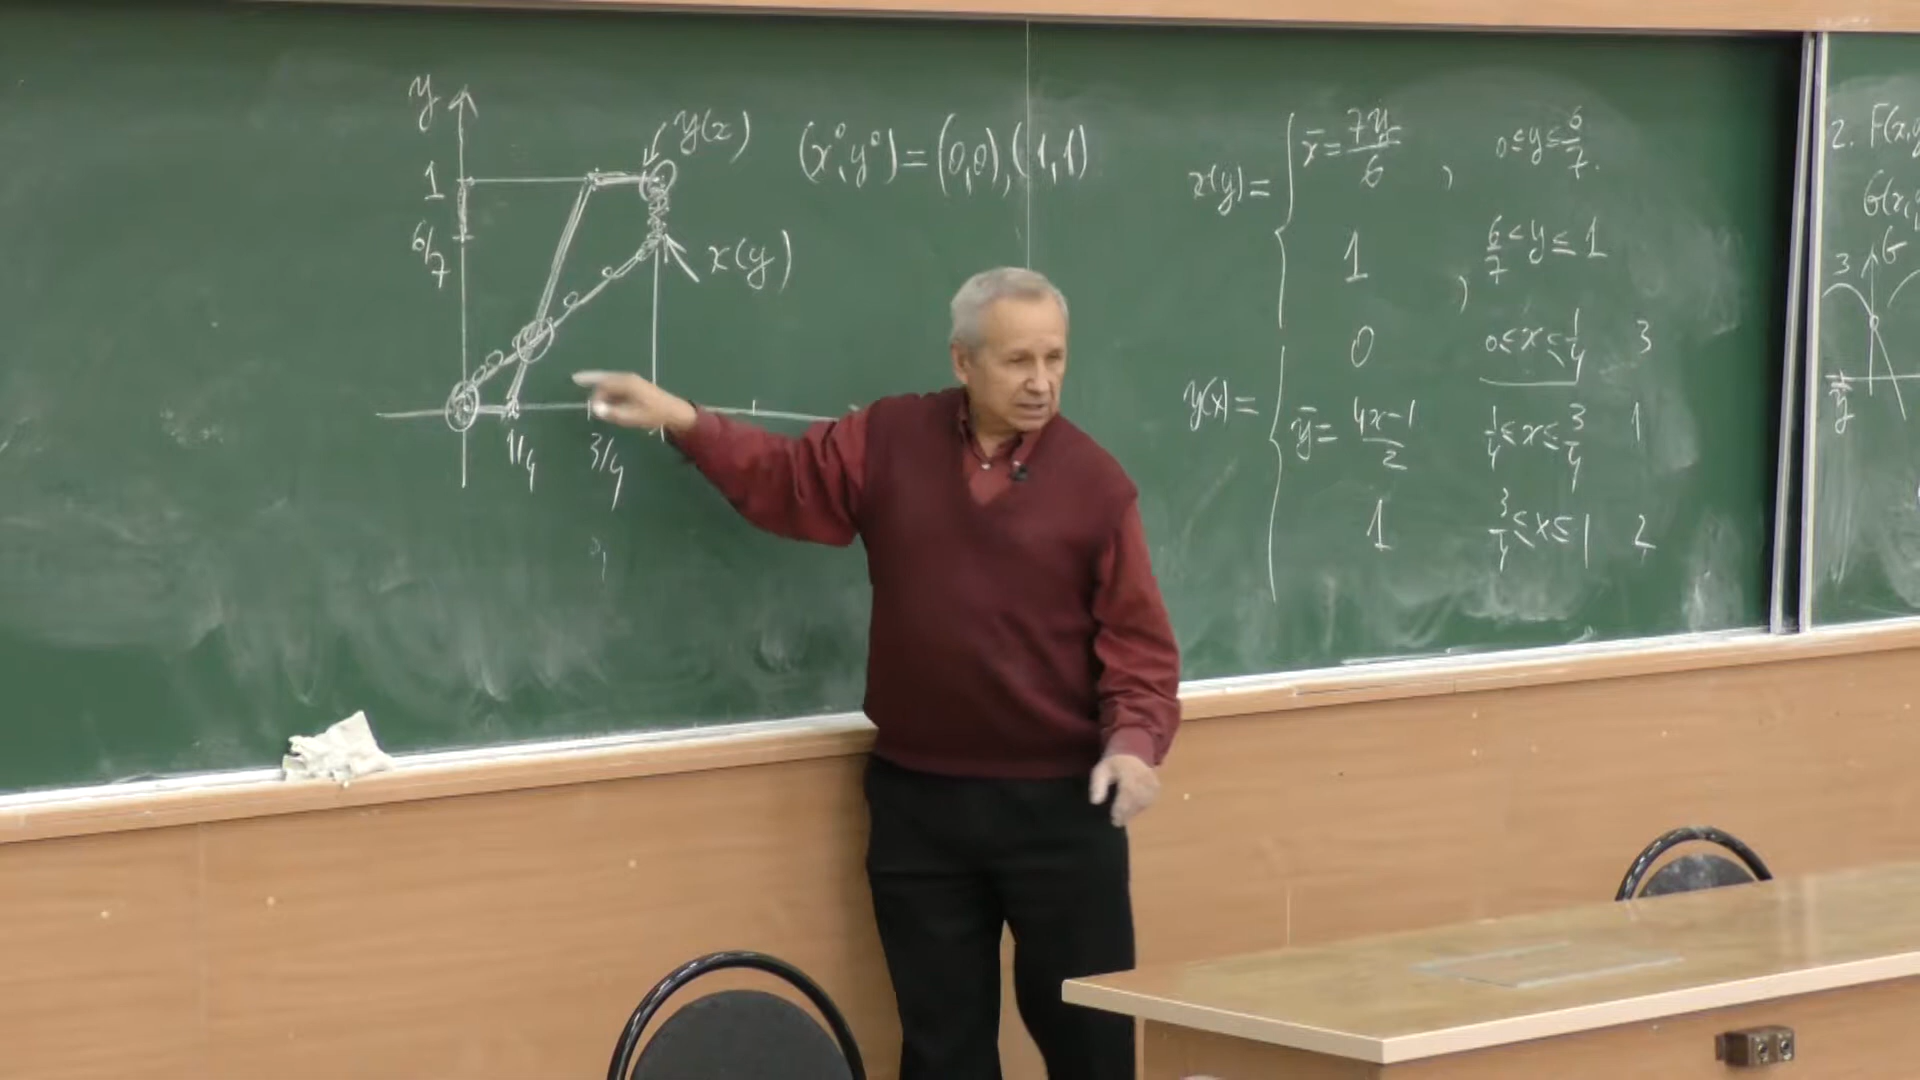 y
1
6/7
1/4
3/4
y(x)
x(y)
(x⁰,y⁰)=(0,0),(1,1)
x(y)= { x̄=7y/6 , 0≤y≤6/7.
1 , 6/7≤y≤1
y(x)= { 0 0≤x≤1/4 3
ȳ=(4x-1)/2 1/4≤x≤3/4 1
1 3/4≤x≤1 2
2. F(x,y
G(x,
3
G
ȳ